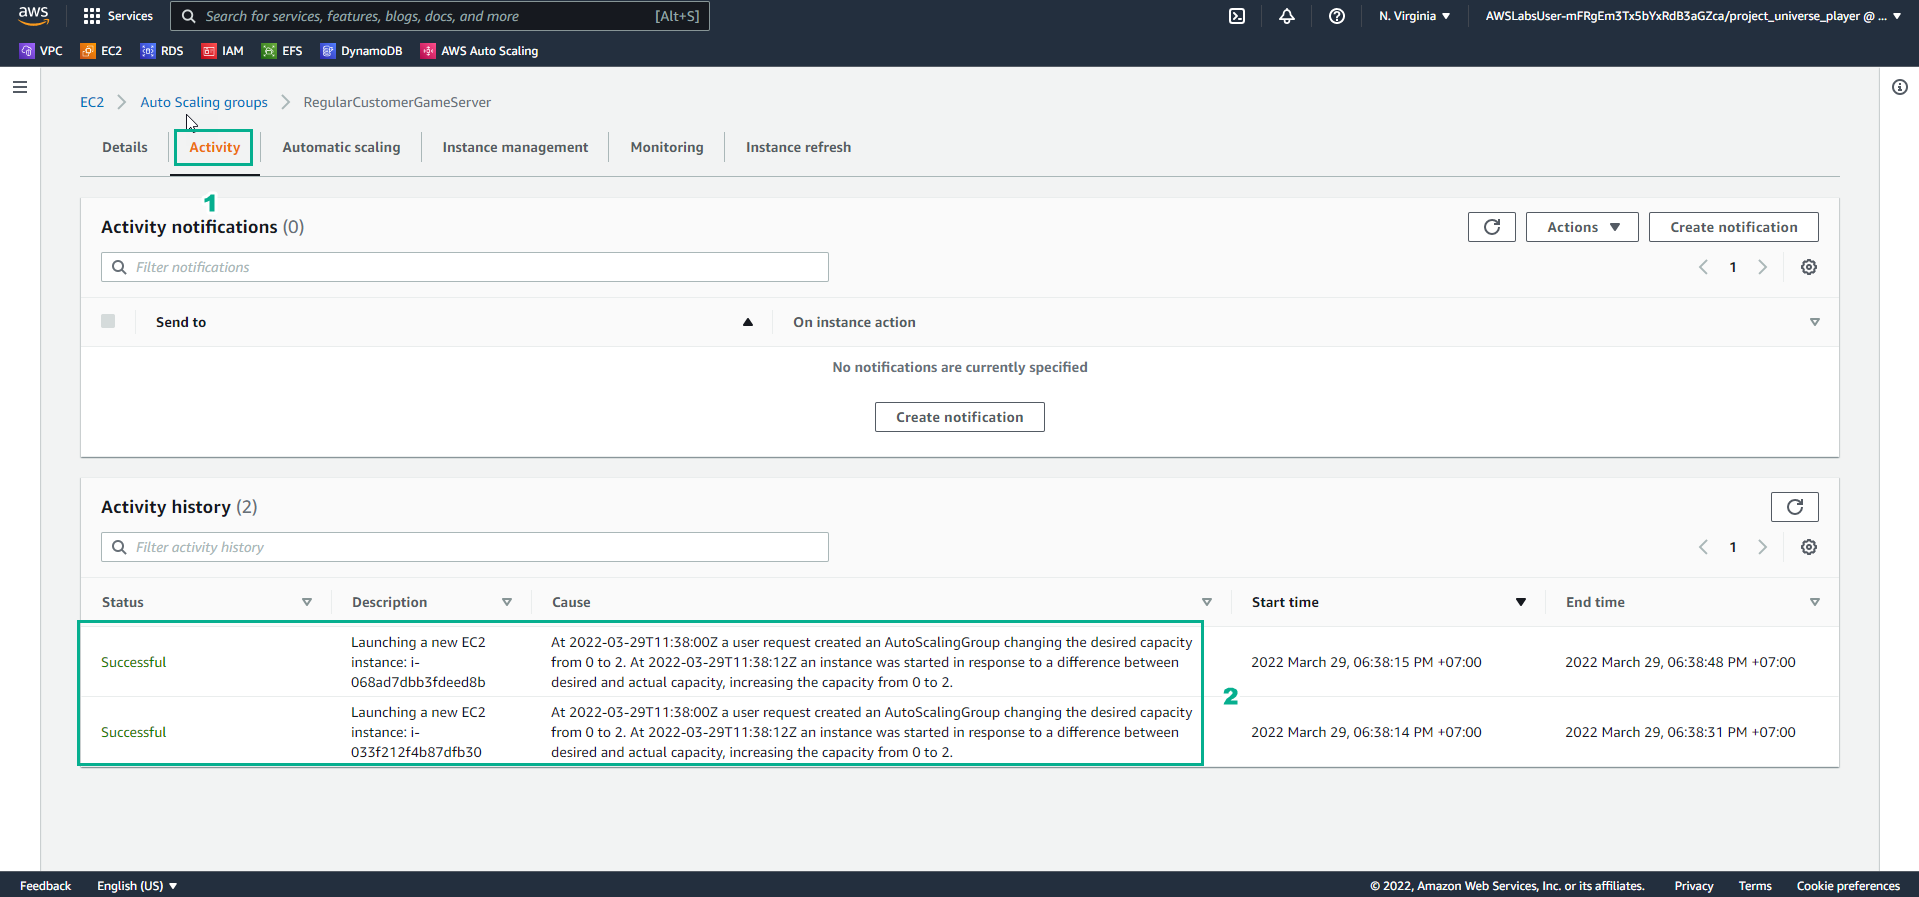 aws
Services
Search for services, features, blogs, docs, and more
[Alt+S]
N. Virginia
AWSLabsUser-mFRgEm3Tx5bYxRdB3aGZca/project_universe_player @ ...
VPC
EC2
RDS
IAM
EFS
DynamoDB
AWS Auto Scaling
EC2
Auto Scaling groups
RegularCustomerGameServer
Details
Activity
Automatic scaling
Instance management
Monitoring
Instance refresh
1
Activity notifications (0)
Actions
Create notification
Filter notifications
1
Send to
On instance action
No notifications are currently specified
Create notification
Activity history (2)
Filter activity history
1
Status
Description
Cause
Start time
End time
Successful
Launching a new EC2
instance: i-
068ad7dbb3fdeed8b
At 2022-03-29T11:38:00Z a user request created an AutoScalingGroup changing the desired capacity
from 0 to 2. At 2022-03-29T11:38:12Z an instance was started in response to a difference between
desired and actual capacity, increasing the capacity from 0 to 2.
2022 March 29, 06:38:15 PM +07:00
2022 March 29, 06:38:48 PM +07:00
2
Successful
Launching a new EC2
instance: i-
033f212f4b87dfb30
At 2022-03-29T11:38:00Z a user request created an AutoScalingGroup changing the desired capacity
from 0 to 2. At 2022-03-29T11:38:12Z an instance was started in response to a difference between
desired and actual capacity, increasing the capacity from 0 to 2.
2022 March 29, 06:38:14 PM +07:00
2022 March 29, 06:38:31 PM +07:00
Feedback
English (US)
© 2022, Amazon Web Services, Inc. or its affiliates.
Privacy
Terms
Cookie preferences